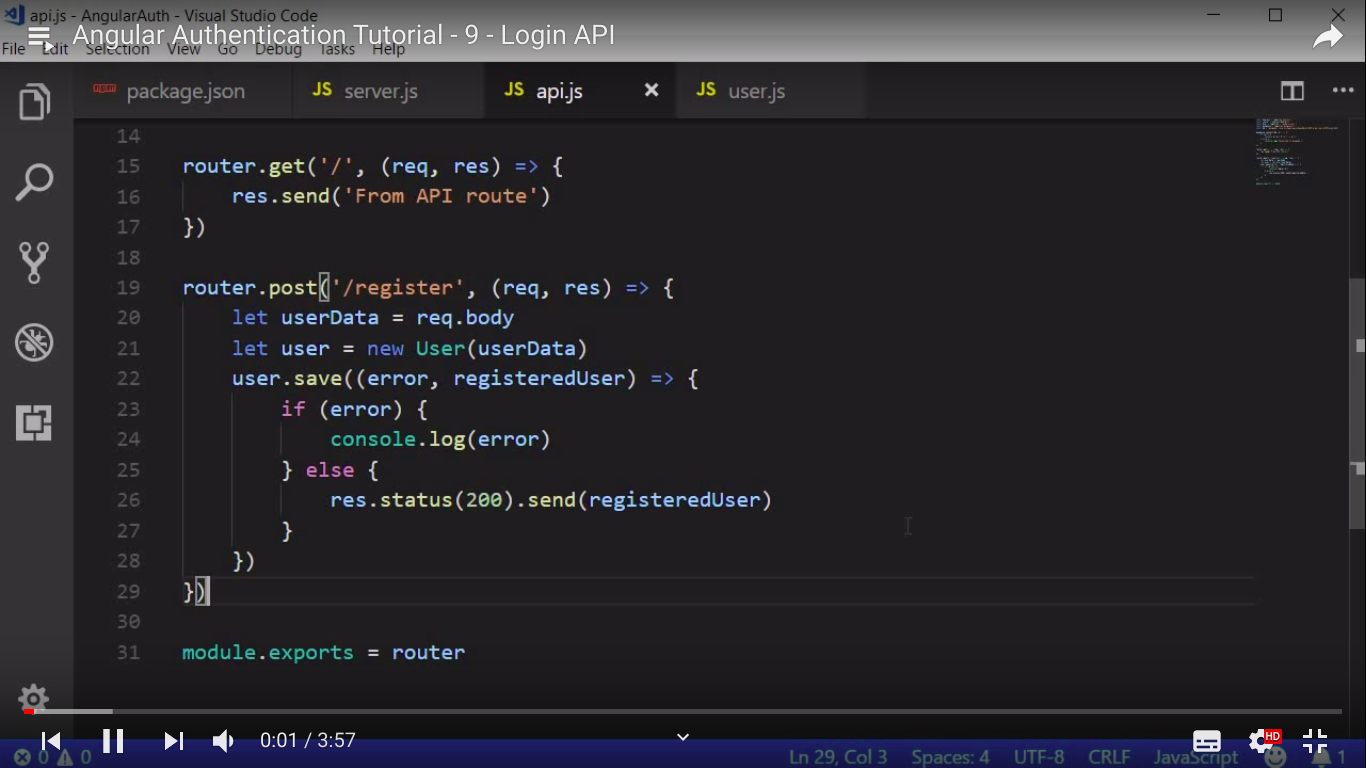 api.js - AngularAuth - Visual Studio Code
Angular Authentication Tutorial - 9 - Login API
File Edit Selection View Go Debug Tasks Help
npm package.json JS server.js JS api.js JS user.js
14
15 router.get('/', (req, res) => {
16 res.send('From API route')
17 })
18
19 router.post('/register', (req, res) => {
20 let userData = req.body
21 let user = new User(userData)
22 user.save((error, registeredUser) => {
23 if (error) {
24 console.log(error)
25 } else {
26 res.status(200).send(registeredUser)
27 }
28 })
29 })
30
31 module.exports = router
0:01 / 3:57
HD
0 0 Ln 29, Col 3 Spaces: 4 UTF-8 CRLF JavaScript 1